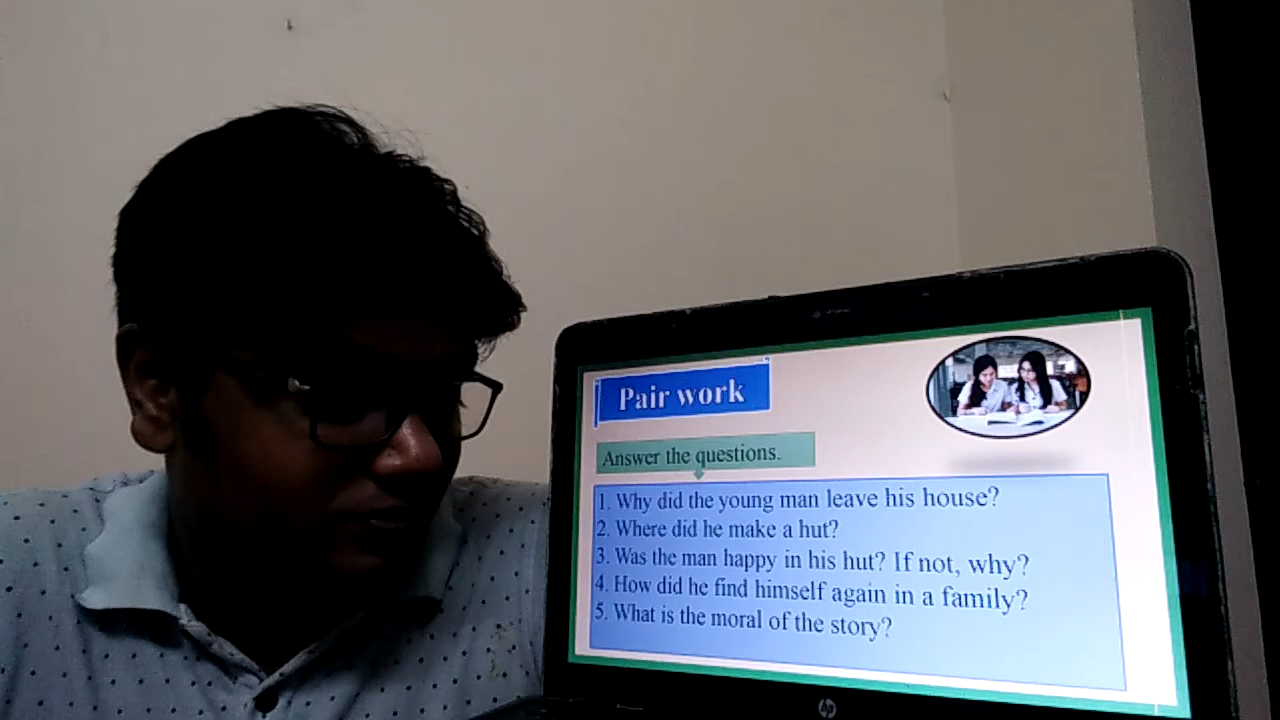 Pair work
Answer the questions.
1. Why did the young man leave his house?
2. Where did he make a hut?
3. Was the man happy in his hut? If not, why?
4. How did he find himself again in a family?
5. What is the moral of the story?
hp